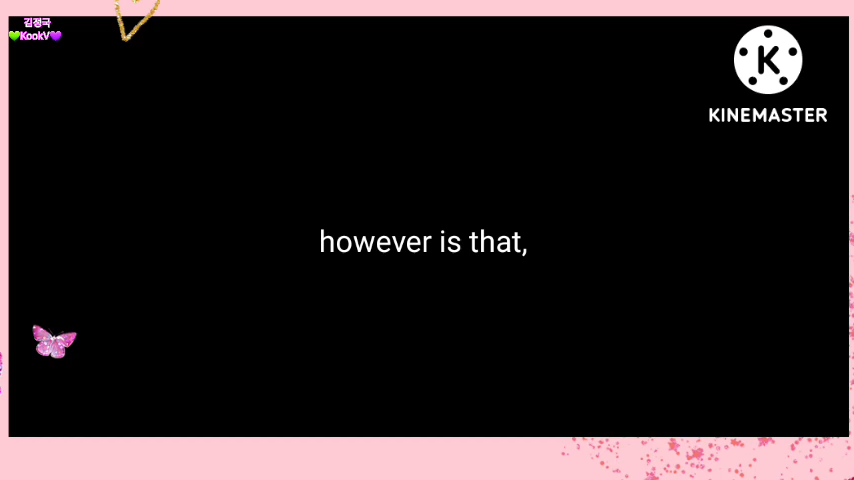 김정국
💚KookV💜
K
KINEMASTER
however is that,